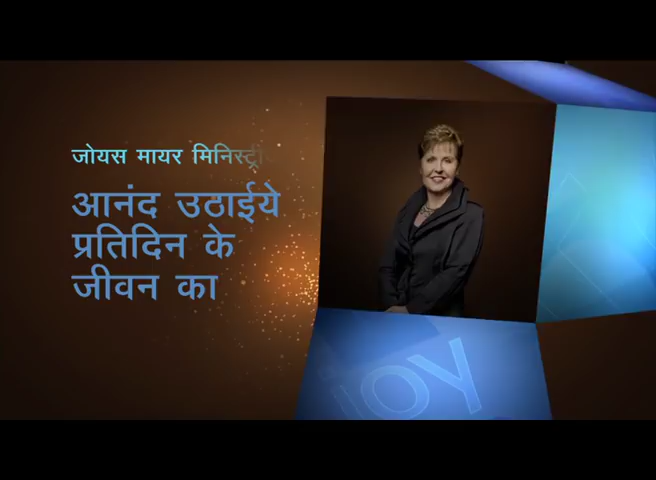 जोयस मायर मिनिस्ट्री
आनंद उठाईये
प्रतिदिन के
जीवन का
JOY